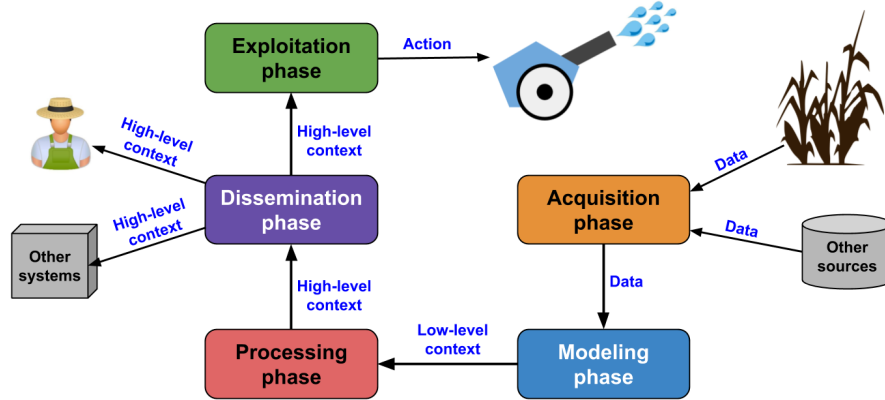 Exploitation
phase
Action
High-level
context
High-level
context
Data
Dissemination
phase
Acquisition
phase
High-level
context
Data
Other
systems
Other
sources
High-level
context
Data
Low-level
context
Processing
phase
Modeling
phase